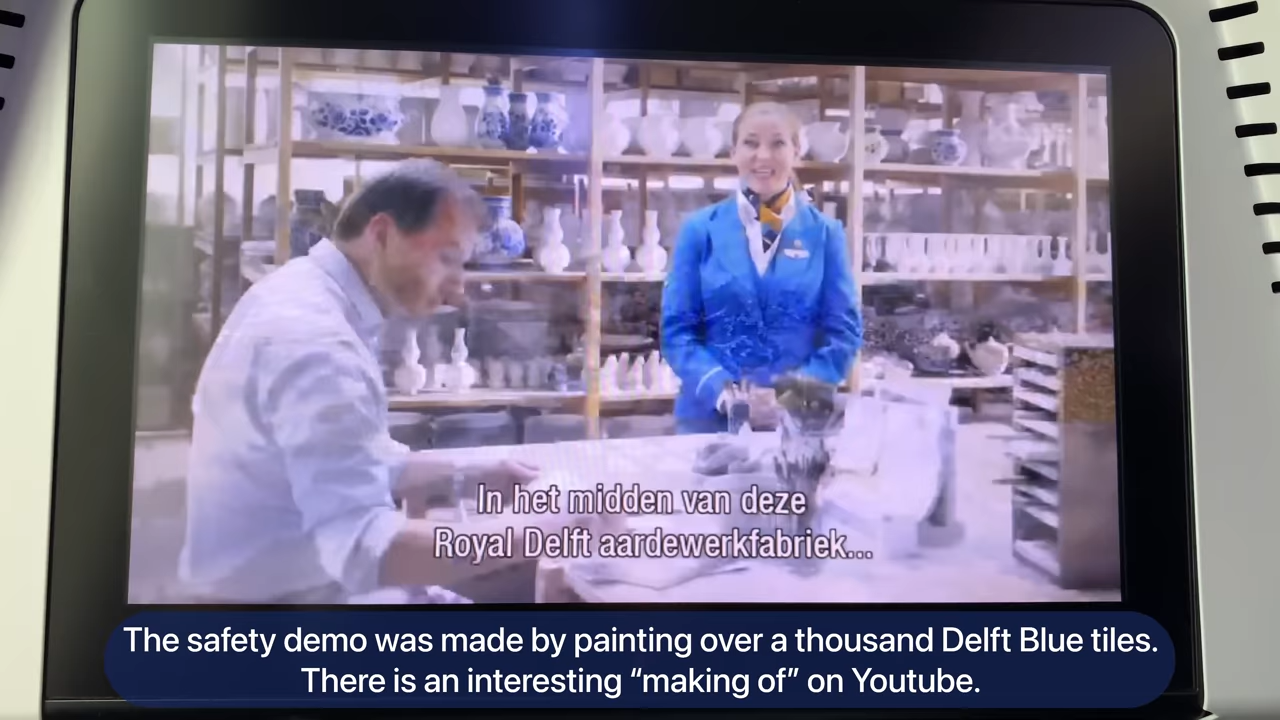 In het midden van deze
Royal Delft aardewerkfabriek...
The safety demo was made by painting over a thousand Delft Blue tiles.
There is an interesting “making of” on Youtube.